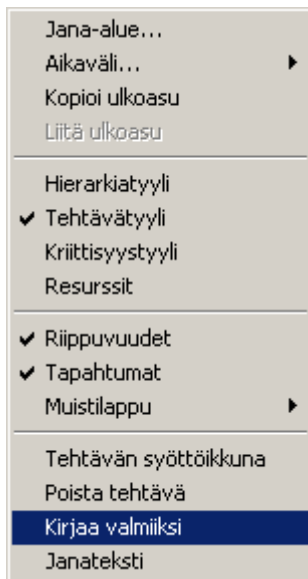 Jana-alue...
Aikaväli...
Kopioi ulkoasu
Liitä ulkoasu
Hierarkiatyyli
Tehtävätyyli
Kriittisyystyyli
Resurssit
Riippuvuudet
Tapahtumat
Muistilappu
Tehtävän syöttöikkuna
Poista tehtävä
Kirjaa valmiiksi
Janateksti